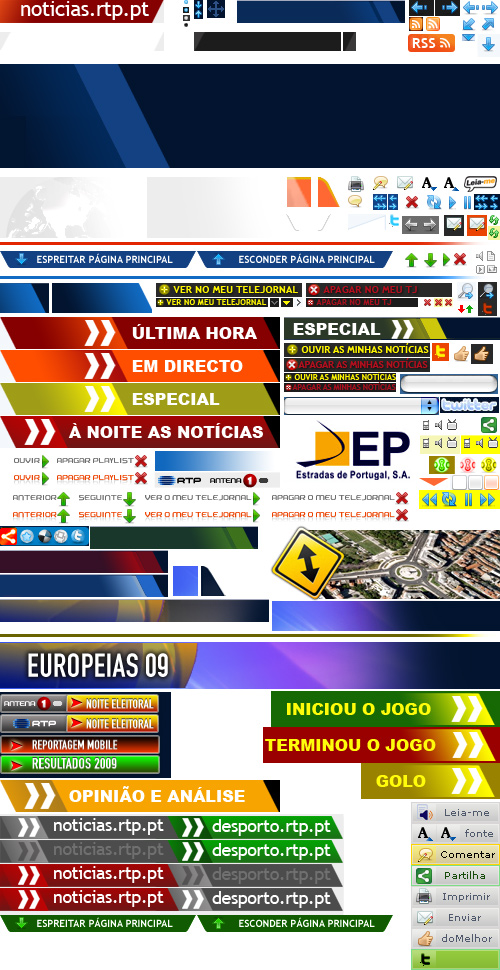 noticias.rtp.pt
RSS
Leia-me
A A
ESPREITAR PÁGINA PRINCIPAL
ESCONDER PÁGINA PRINCIPAL
VER NO MEU TELEJORNAL
APAGAR NO MEU TJ
VER NO MEU TELEJORNAL
APAGAR NO MEU TJ
ÚLTIMA HORA
ESPECIAL
EM DIRECTO
OUVIR AS MINHAS NOTÍCIAS
APAGAR AS MINHAS NOTÍCIAS
OUVIR AS MINHAS NOTÍCIAS
APAGAR AS MINHAS NOTÍCIAS
ESPECIAL
twitter
À NOITE AS NOTÍCIAS
EP
Estradas de Portugal, S.A.
OUVIR APAGAR PLAYLIST
OUVIR APAGAR PLAYLIST
RTP ANTENA 1
ANTERIOR SEGUINTE VER O MEU TELEJORNAL APAGAR O MEU TELEJORNAL
ANTERIOR SEGUINTE VER O MEU TELEJORNAL APAGAR O MEU TELEJORNAL
EUROPEIAS 09
ANTENA 1 NOITE ELEITORAL
RTP NOITE ELEITORAL
REPORTAGEM MOBILE
RESULTADOS 2009
INICIOU O JOGO
TERMINOU O JOGO
GOLO
OPINIÃO E ANÁLISE
noticias.rtp.pt desporto.rtp.pt
noticias.rtp.pt desporto.rtp.pt
noticias.rtp.pt desporto.rtp.pt
noticias.rtp.pt desporto.rtp.pt
ESPREITAR PÁGINA PRINCIPAL
ESCONDER PÁGINA PRINCIPAL
Leia-me
A A fonte
Comentar
Partilha
Imprimir
Enviar
doMelhor